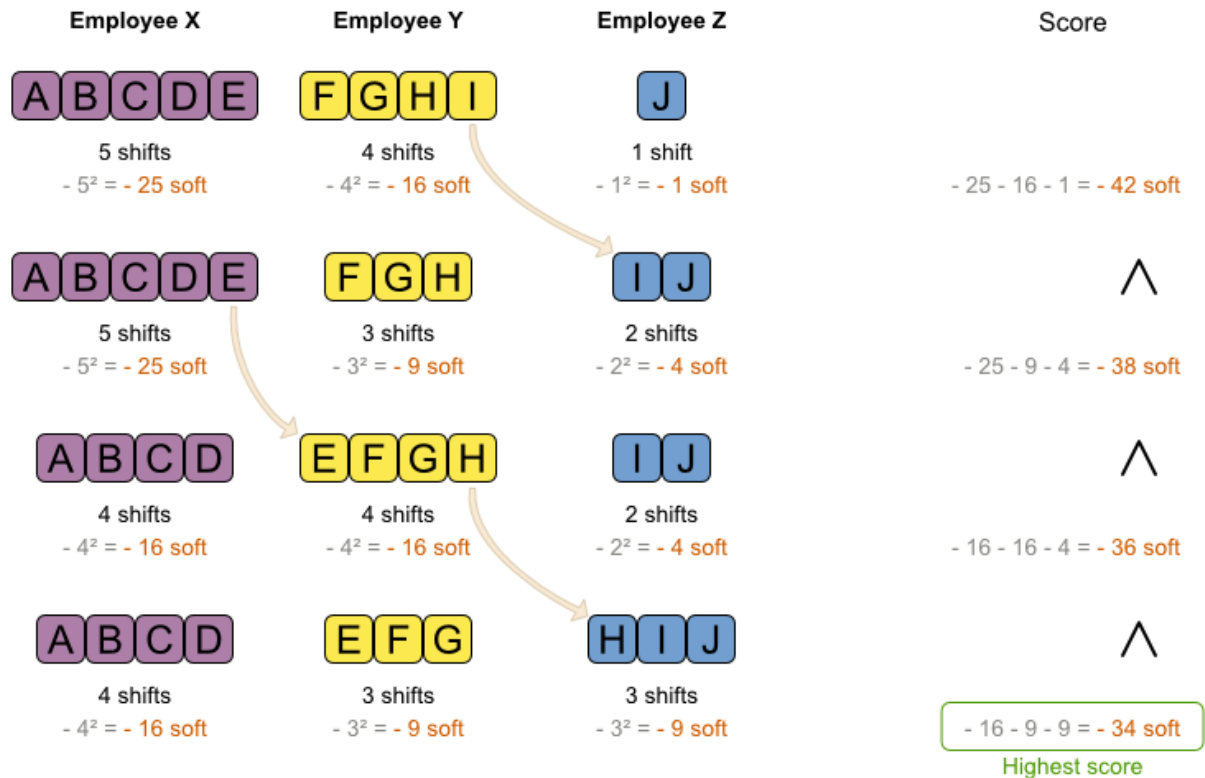 Employee X Employee Y Employee Z Score
A B C D E F G H I J
5 shifts 4 shifts 1 shift
- 5² = - 25 soft - 4² = - 16 soft - 1² = - 1 soft - 25 - 16 - 1 = - 42 soft
A B C D E F G H I J
5 shifts 3 shifts 2 shifts
- 5² = - 25 soft - 3² = - 9 soft - 2² = - 4 soft - 25 - 9 - 4 = - 38 soft
A B C D E F G H I J
4 shifts 4 shifts 2 shifts
- 4² = - 16 soft - 4² = - 16 soft - 2² = - 4 soft - 16 - 16 - 4 = - 36 soft
A B C D E F G H I J
4 shifts 3 shifts 3 shifts
- 4² = - 16 soft - 3² = - 9 soft - 3² = - 9 soft - 16 - 9 - 9 = - 34 soft
Highest score